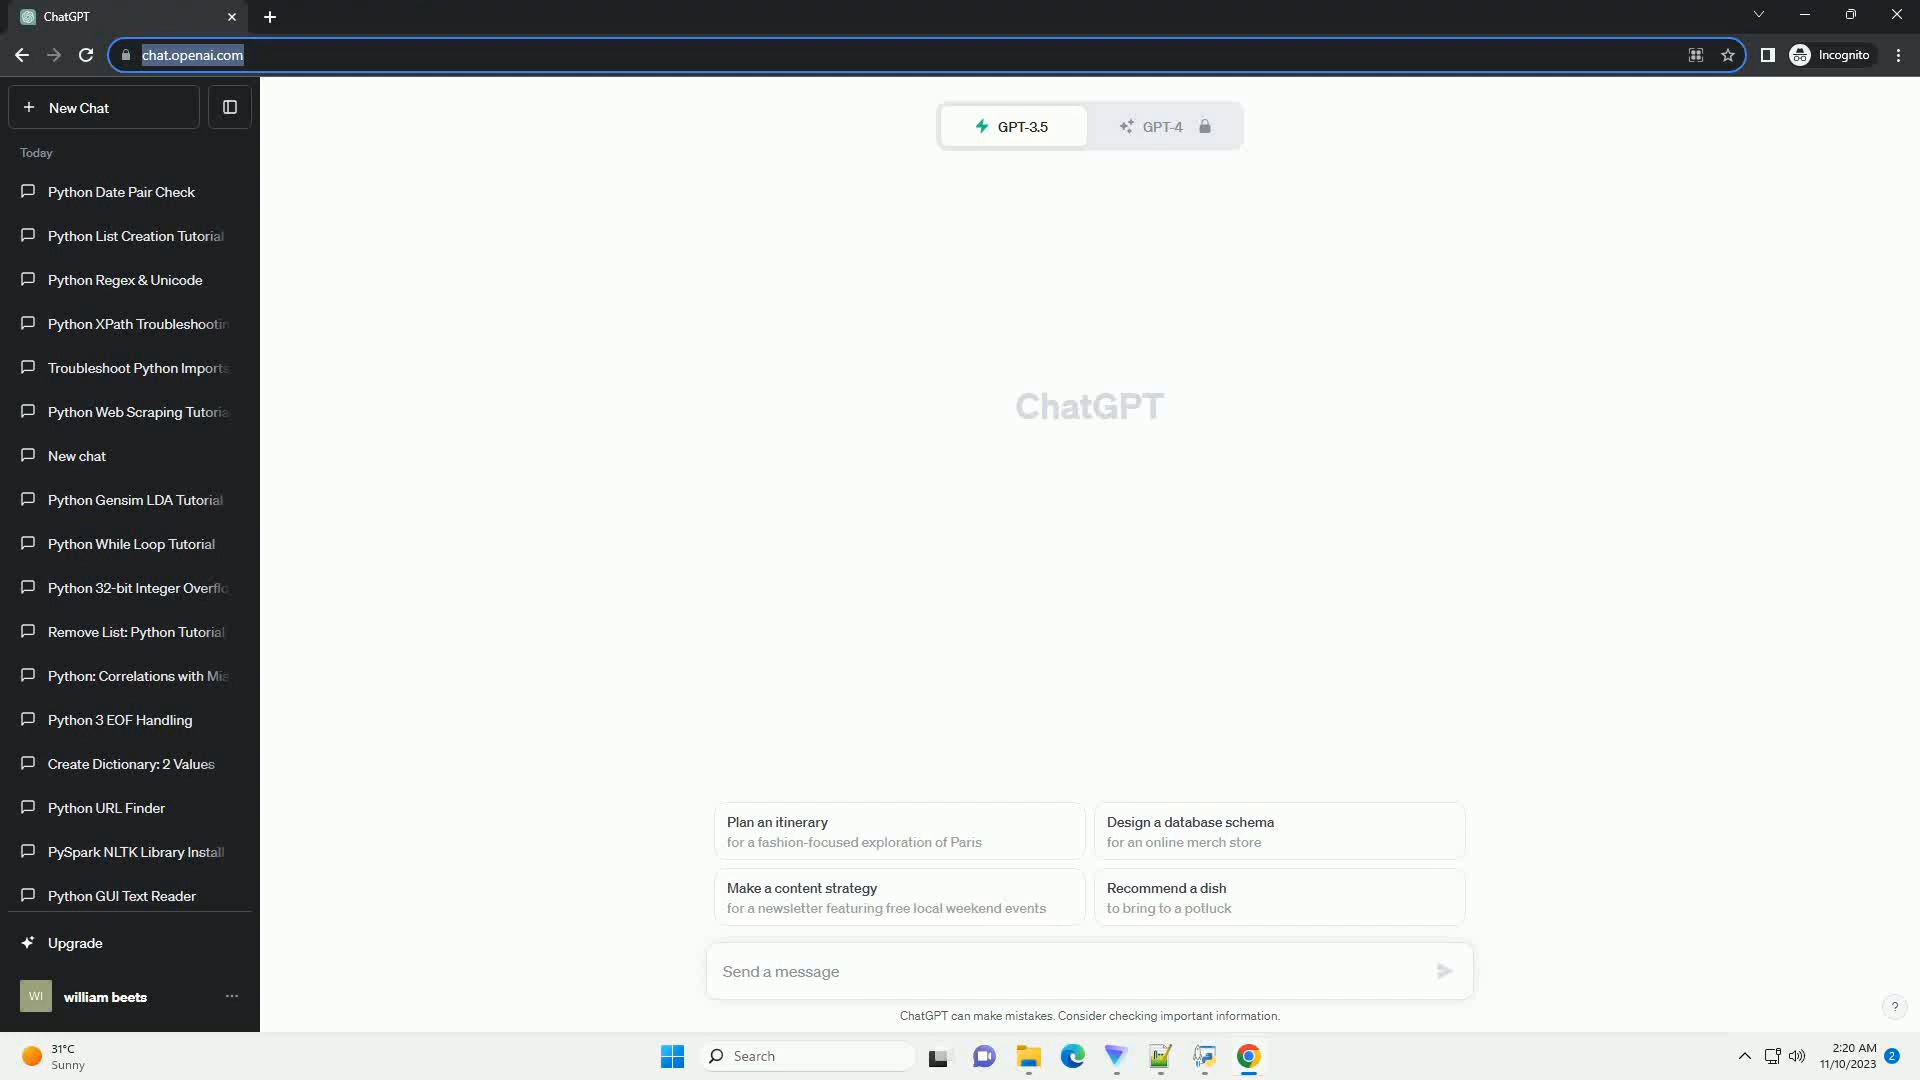 ChatGPT
chat.openai.com
Incognito
New Chat
GPT-3.5
GPT-4
Today
Python Date Pair Check
Python List Creation Tutorial
Python Regex & Unicode
Python XPath Troubleshootin
Troubleshoot Python Imports
Python Web Scraping Tutoria
New chat
Python Gensim LDA Tutorial
Python While Loop Tutorial
Python 32-bit Integer Overflo
Remove List: Python Tutorial
Python: Correlations with Mis
Python 3 EOF Handling
Create Dictionary: 2 Values
Python URL Finder
PySpark NLTK Library Install
Python GUI Text Reader
Upgrade
WI
william beets
ChatGPT
Plan an itinerary
for a fashion-focused exploration of Paris
Design a database schema
for an online merch store
Make a content strategy
for a newsletter featuring free local weekend events
Recommend a dish
to bring to a potluck
Send a message
ChatGPT can make mistakes. Consider checking important information.
?
31°C
Sunny
Search
2:20 AM
11/10/2023
2